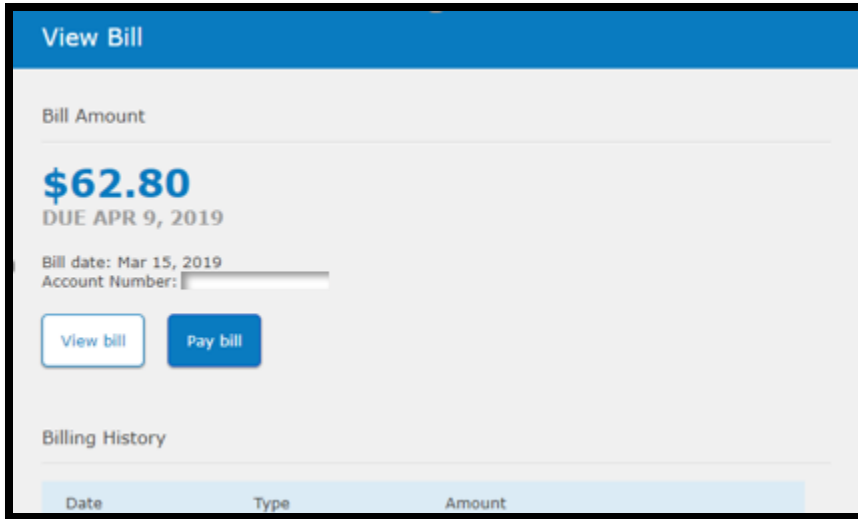 View Bill
Bill Amount
$62.80
DUE APR 9, 2019
Bill date: Mar 15, 2019
Account Number:
View bill Pay bill
Billing History
Date Type Amount